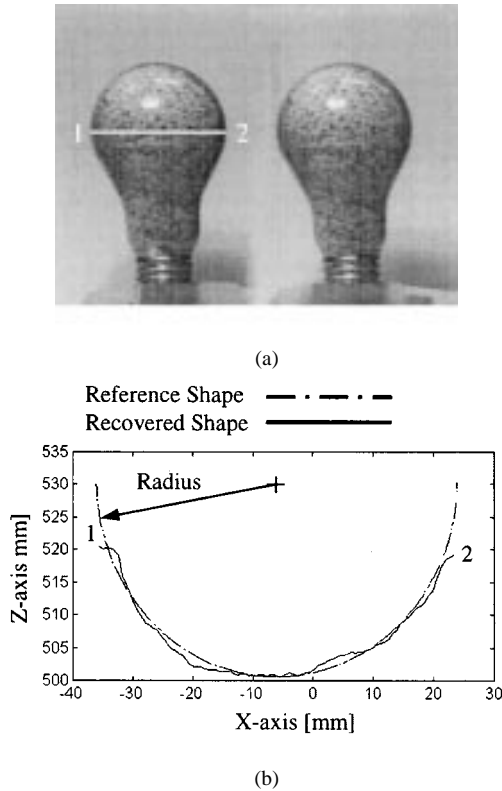 1 2
(a)
Reference Shape
Recovered Shape
535
530
525
520
515
510
505
500
Z-axis mm]
Radius
1
2
-40 -30 -20 -10 0 10 20 30
X-axis [mm]
(b)